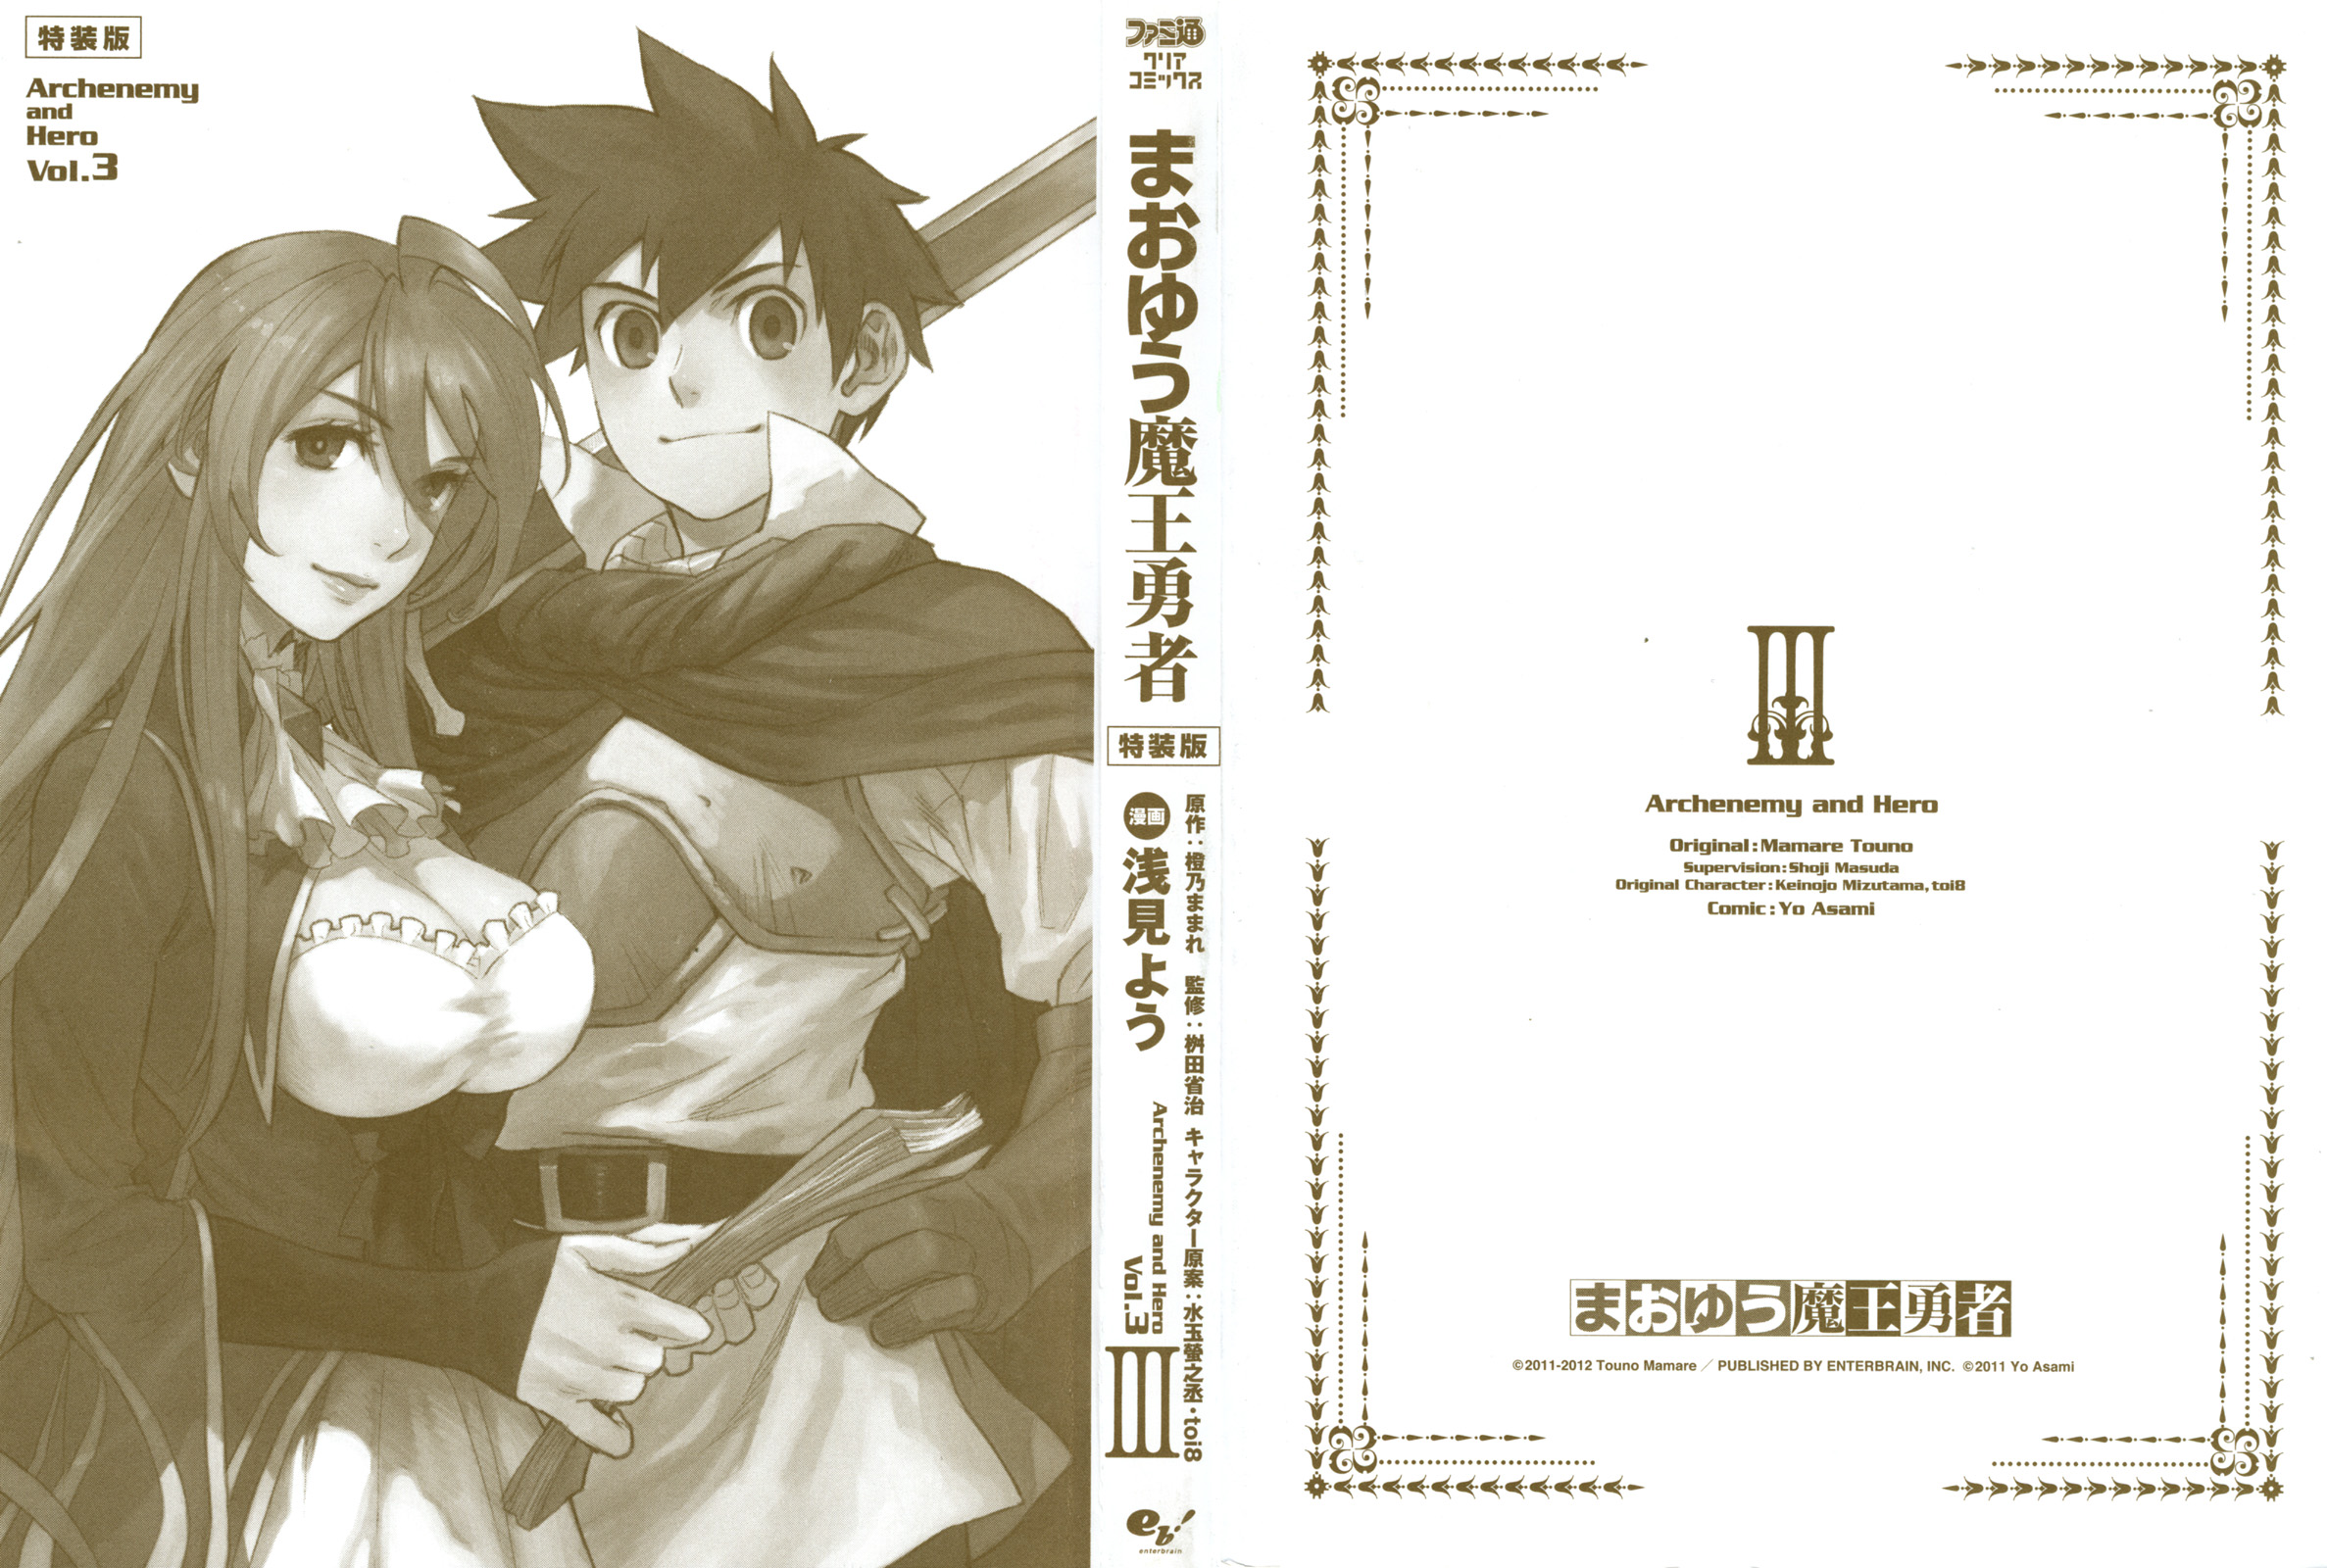 特装版
Archenemy
and
Hero
Vol.3
ファミ通
クリア
コミックス
まおゆう魔王勇者
特装版
原作：橙乃ままれ 監修：桝田省治 キャラクター原案：水玉螢之丞・toi8
漫画 浅見よう
Archenemy and Hero
Vol.3
III
eb!
enterbrain
III
Archenemy and Hero
Original:Mamare Touno
Supervision:Shoji Masuda
Original Character:Keinojo Mizutama,toi8
Comic:Yo Asami
まおゆう魔王勇者
©2011-2012 Touno Mamare ／ PUBLISHED BY ENTERBRAIN, INC. ©2011 Yo Asami